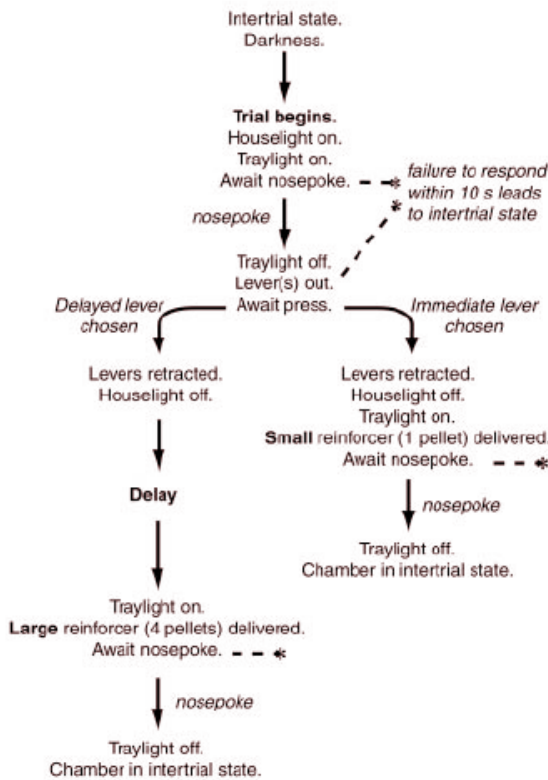 Intertrial state.
Darkness.
Trial begins.
Houselight on.
Traylight on.
Await nosepoke.
* failure to respond
* within 10 s leads
to intertrial state
nosepoke
Traylight off.
Lever(s) out.
Await press.
Delayed lever
chosen
Immediate lever
chosen
Levers retracted.
Houselight off.
Delay
Traylight on.
Large reinforcer (4 pellets) delivered.
Await nosepoke. *
nosepoke
Traylight off.
Chamber in intertrial state.
Levers retracted.
Houselight off.
Traylight on.
Small reinforcer (1 pellet) delivered.
Await nosepoke. *
nosepoke
Traylight off.
Chamber in intertrial state.